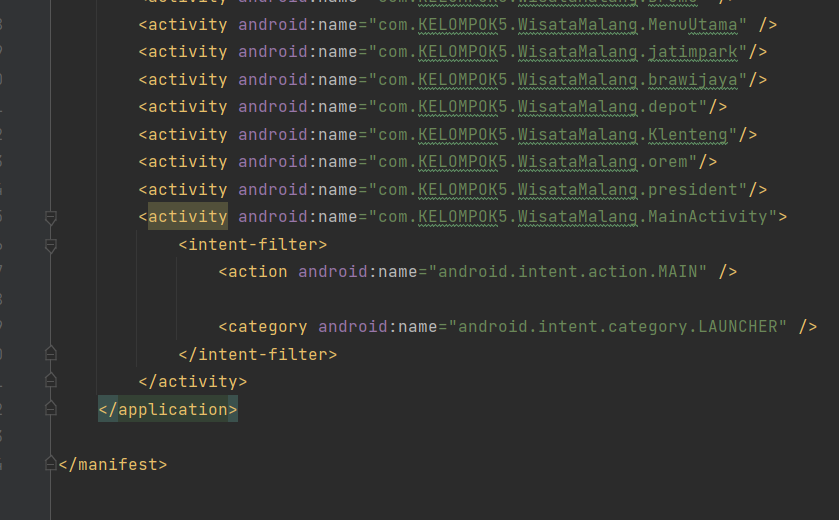 <activity android:name="com.KELOMPOK5.WisataMalang.MenuUtama" />
<activity android:name="com.KELOMPOK5.WisataMalang.jatimpark"/>
<activity android:name="com.KELOMPOK5.WisataMalang.brawijaya"/>
<activity android:name="com.KELOMPOK5.WisataMalang.depot"/>
<activity android:name="com.KELOMPOK5.WisataMalang.Klenteng"/>
<activity android:name="com.KELOMPOK5.WisataMalang.orem"/>
<activity android:name="com.KELOMPOK5.WisataMalang.president"/>
<activity android:name="com.KELOMPOK5.WisataMalang.MainActivity">
<intent-filter>
<action android:name="android.intent.action.MAIN" />
<category android:name="android.intent.category.LAUNCHER" />
</intent-filter>
</activity>
</application>
</manifest>